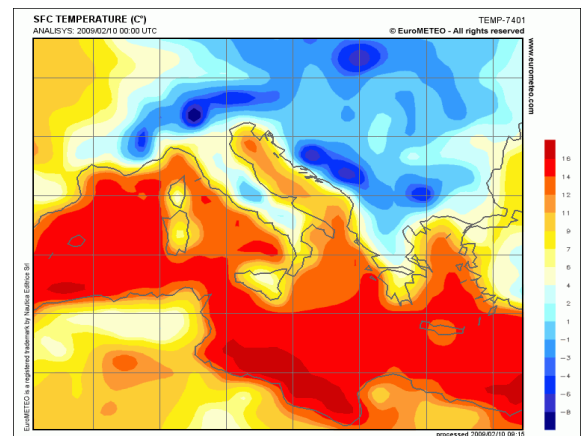 SFC TEMPERATURE (C°)
TEMP-7401
ANALISYS: 2009/02/10 00:00 UTC
© EuroMETEO - All rights reserved
www.eurometeo.com
EuroMETEO is a registered trademark by Nautica Editrice Srl
16
14
12
11
9
7
6
4
2
1
-1
-3
-4
-6
-8
processed 2009/02/10 09:15